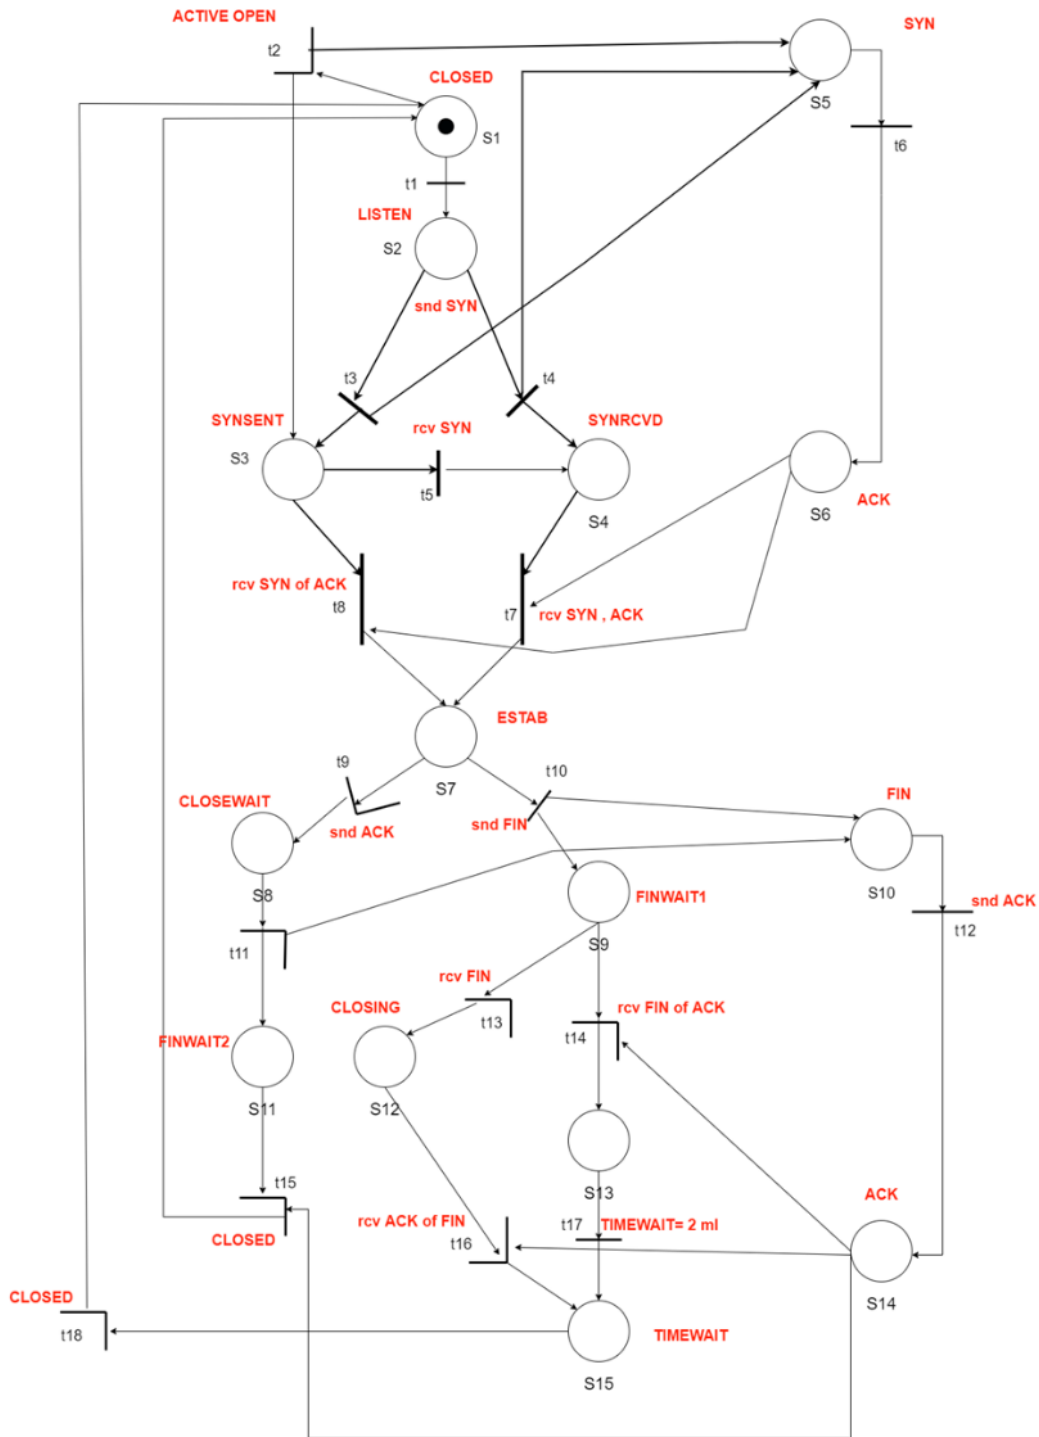 ACTIVE OPEN
SYN
t2
CLOSED
S5
S1
t6
t1
LISTEN
S2
snd SYN
t3
t4
SYNSENT
rcv SYN
SYNRCVD
S3
t5
S4
ACK
S6
rcv SYN of ACK
t8
t7
rcv SYN , ACK
ESTAB
t9
t10
S7
CLOSEWAIT
FIN
snd ACK
snd FIN
S8
FINWAIT1
S10
snd ACK
t11
S9
t12
rcv FIN
CLOSING
t13
rcv FIN of ACK
t14
FINWAIT2
S11
S12
t15
S13
ACK
rcv ACK of FIN
t17
TIMEWAIT= 2 ml
CLOSED
t16
CLOSED
S14
t18
TIMEWAIT
S15